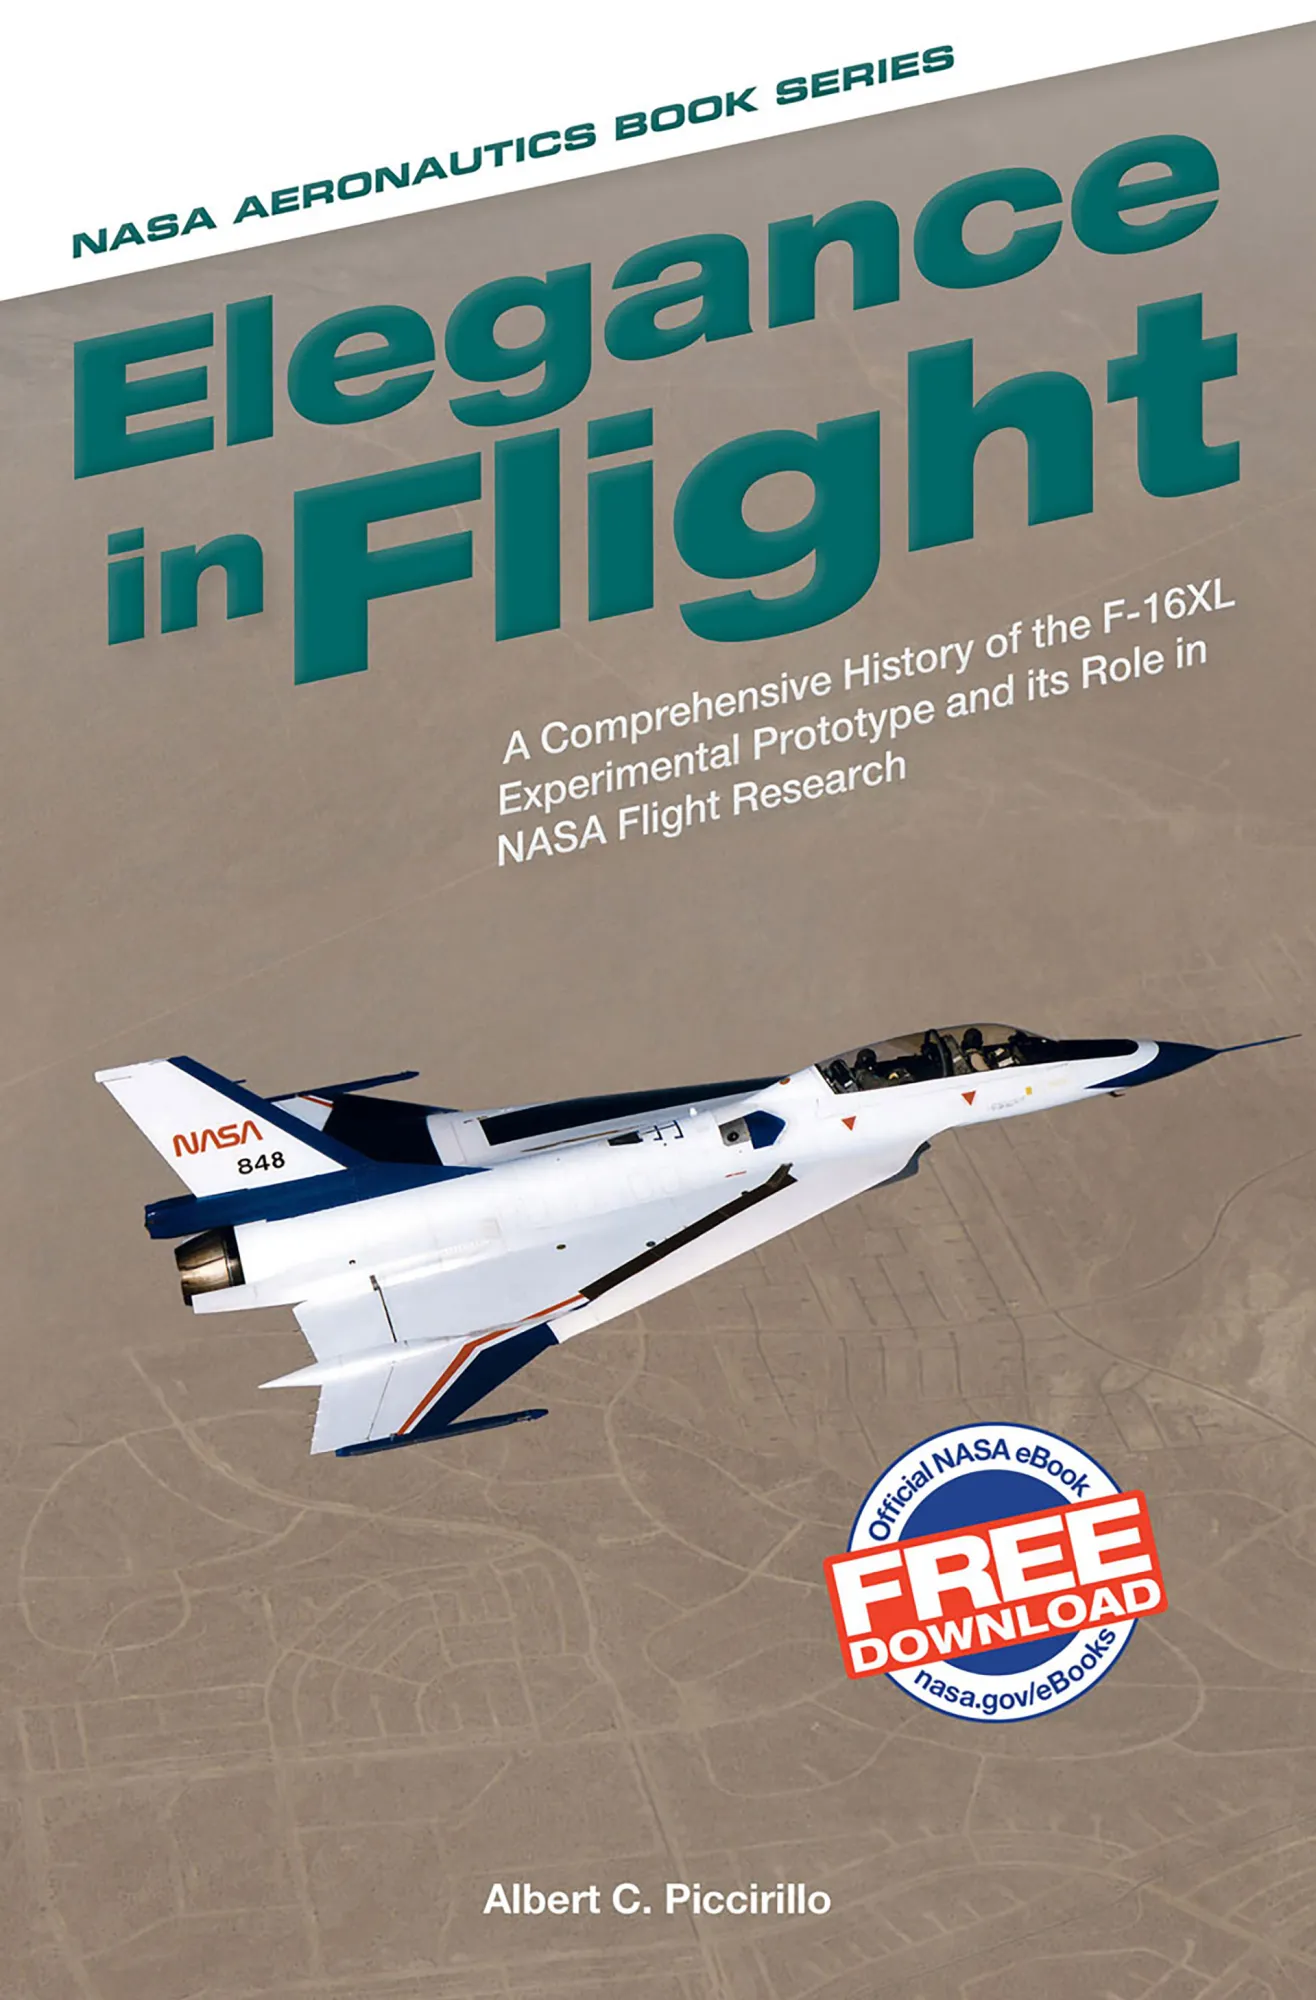 NASA AERONAUTICS BOOK SERIES
Elegance
in Flight
A Comprehensive History of the F-16XL
Experimental Prototype and its Role in
NASA Flight Research
NASA
848
Official NASA eBook
FREE
DOWNLOAD
nasa.gov/eBooks
Albert C. Piccirillo